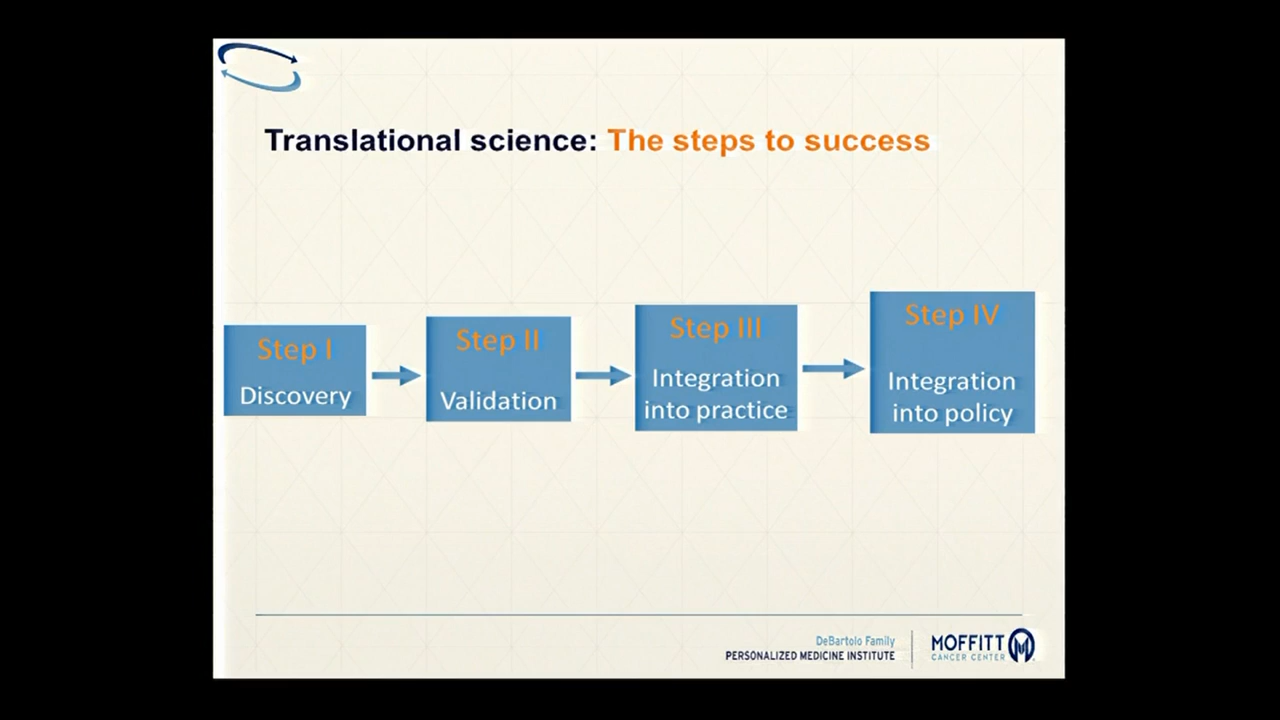 Translational science: The steps to success
Step I
Discovery
Step II
Validation
Step III
Integration
into practice
Step IV
Integration
into policy
DeBartolo Family
PERSONALIZED MEDICINE INSTITUTE
MOFFITT
CANCER CENTER